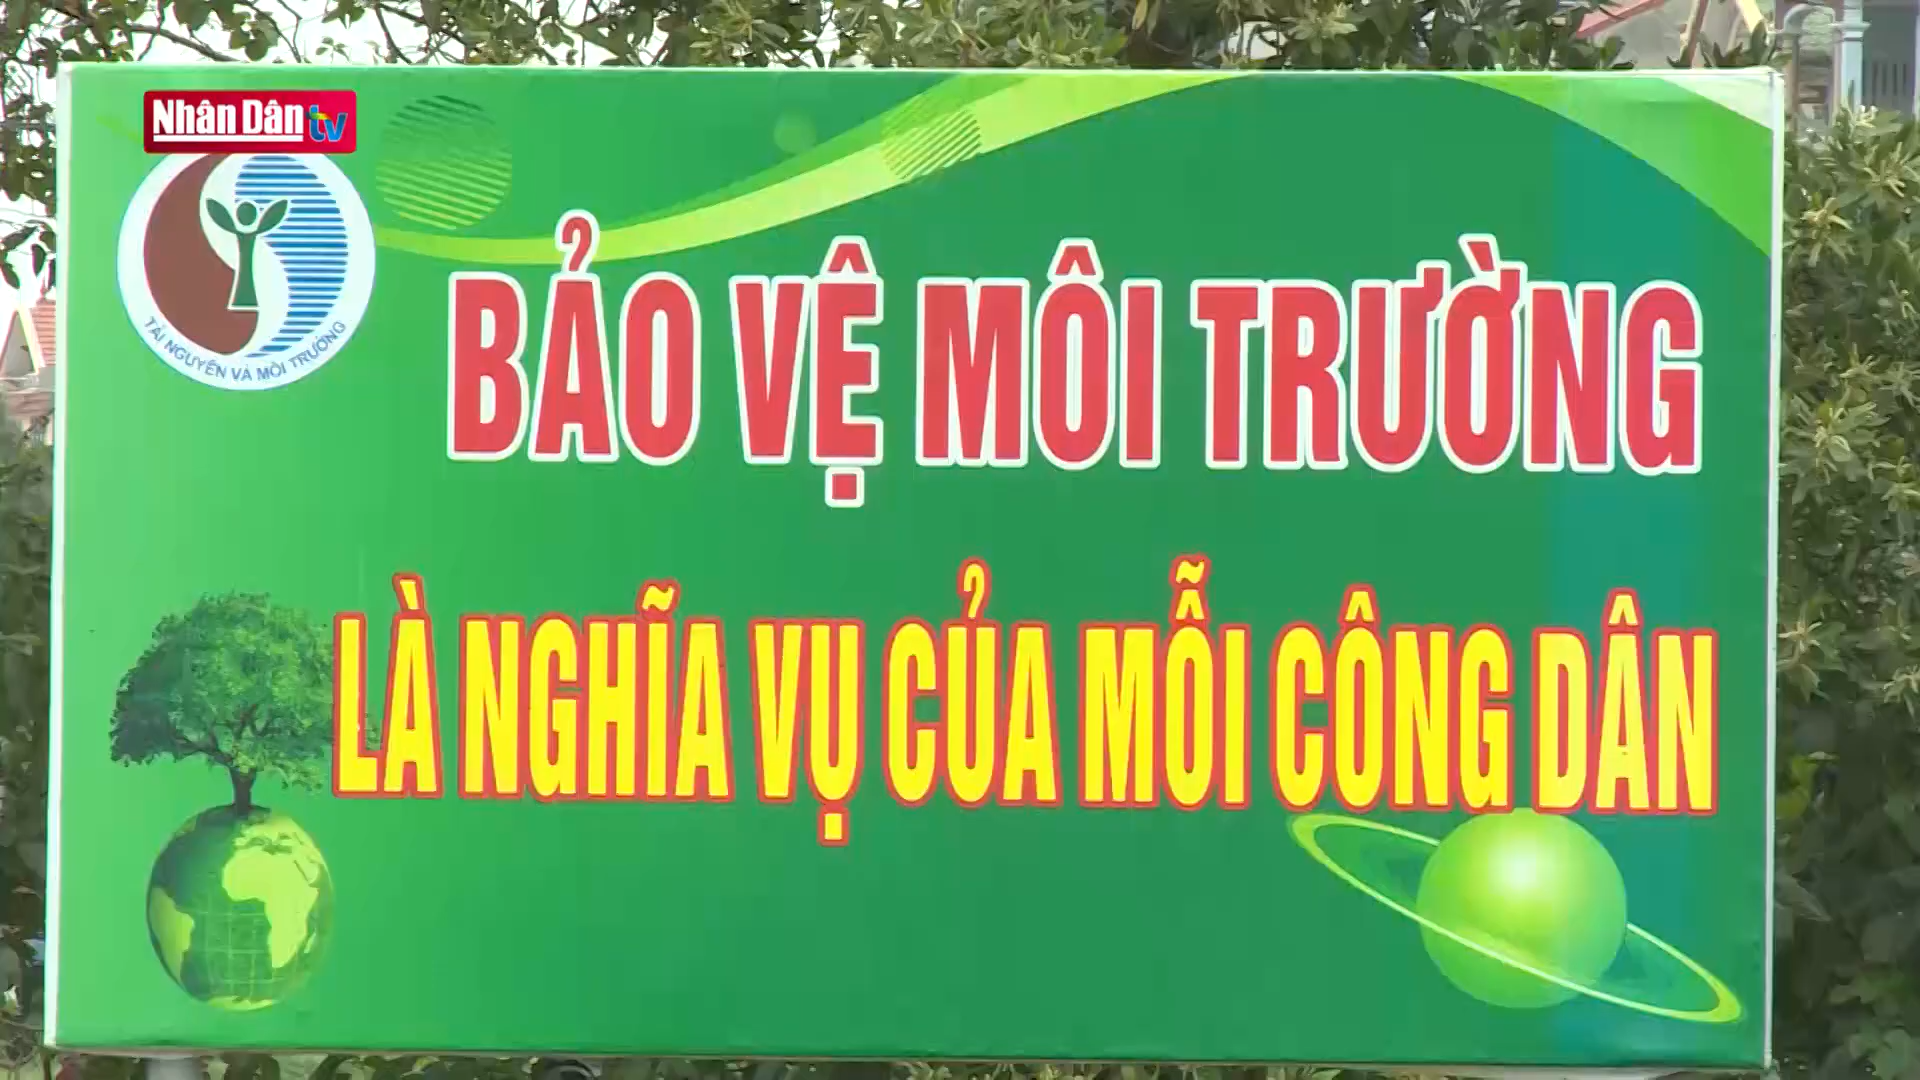 Nhân Dân tv
TÀI NGUYÊN VÀ MÔI TRƯỜNG
BẢO VỆ MÔI TRƯỜNG
LÀ NGHĨA VỤ CỦA MỖI CÔNG DÂN